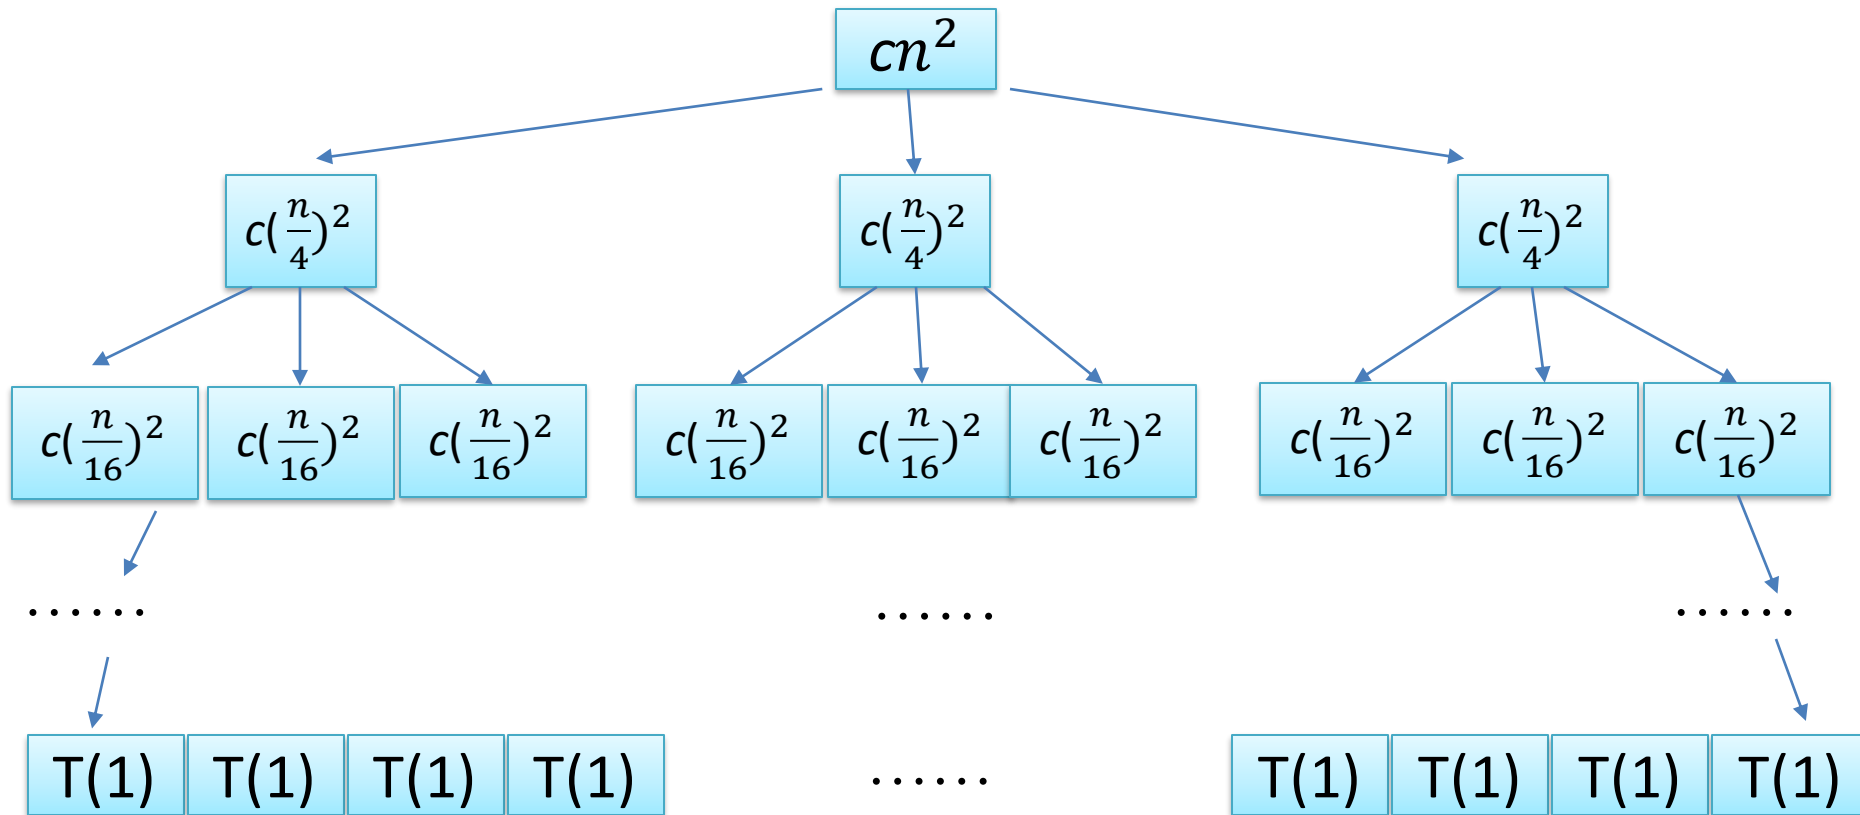 cn²
c(n/4)² c(n/4)² c(n/4)²
c(n/16)² c(n/16)² c(n/16)² c(n/16)² c(n/16)² c(n/16)² c(n/16)² c(n/16)² c(n/16)²
...... ...... ......
T(1) T(1) T(1) T(1) ...... T(1) T(1) T(1) T(1)